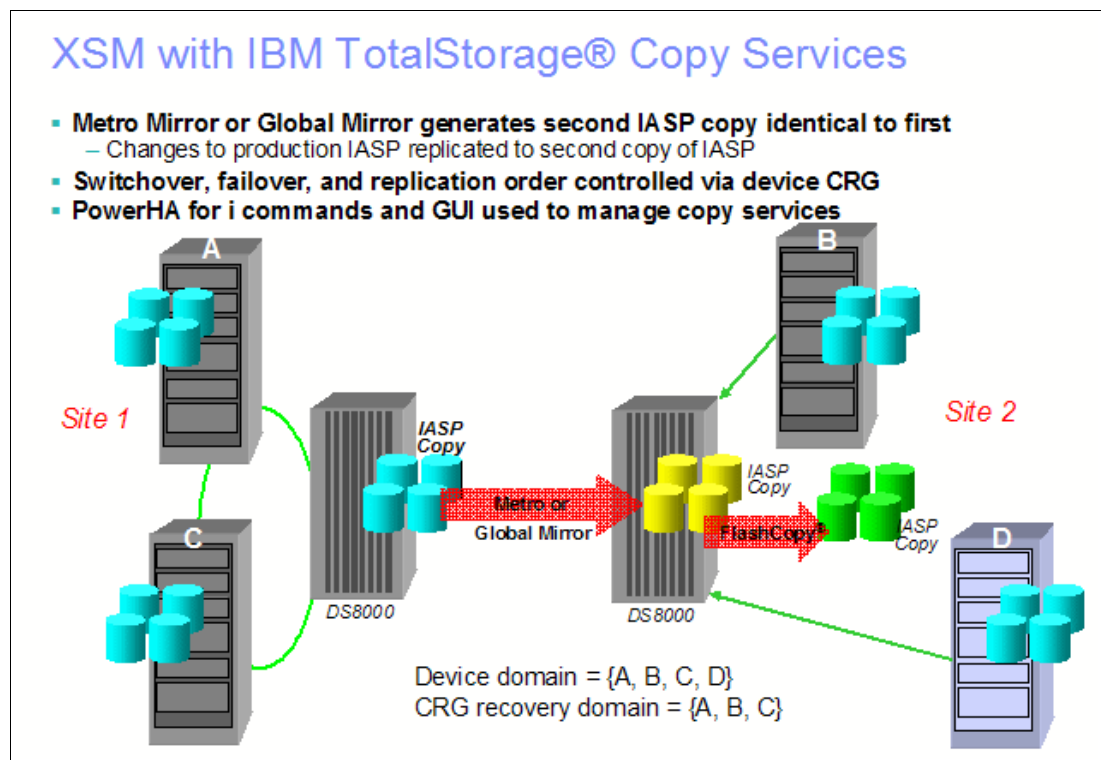 XSM with IBM TotalStorage® Copy Services
▪ Metro Mirror or Global Mirror generates second IASP copy identical to first
– Changes to production IASP replicated to second copy of IASP
▪ Switchover, failover, and replication order controlled via device CRG
▪ PowerHA for i commands and GUI used to manage copy services
A
B
Site 1
Site 2
IASP
Copy
IASP
Copy
Metro or
Global Mirror
FlashCopy®
IASP
Copy
C
D
DS8000
DS8000
Device domain = {A, B, C, D}
CRG recovery domain = {A, B, C}